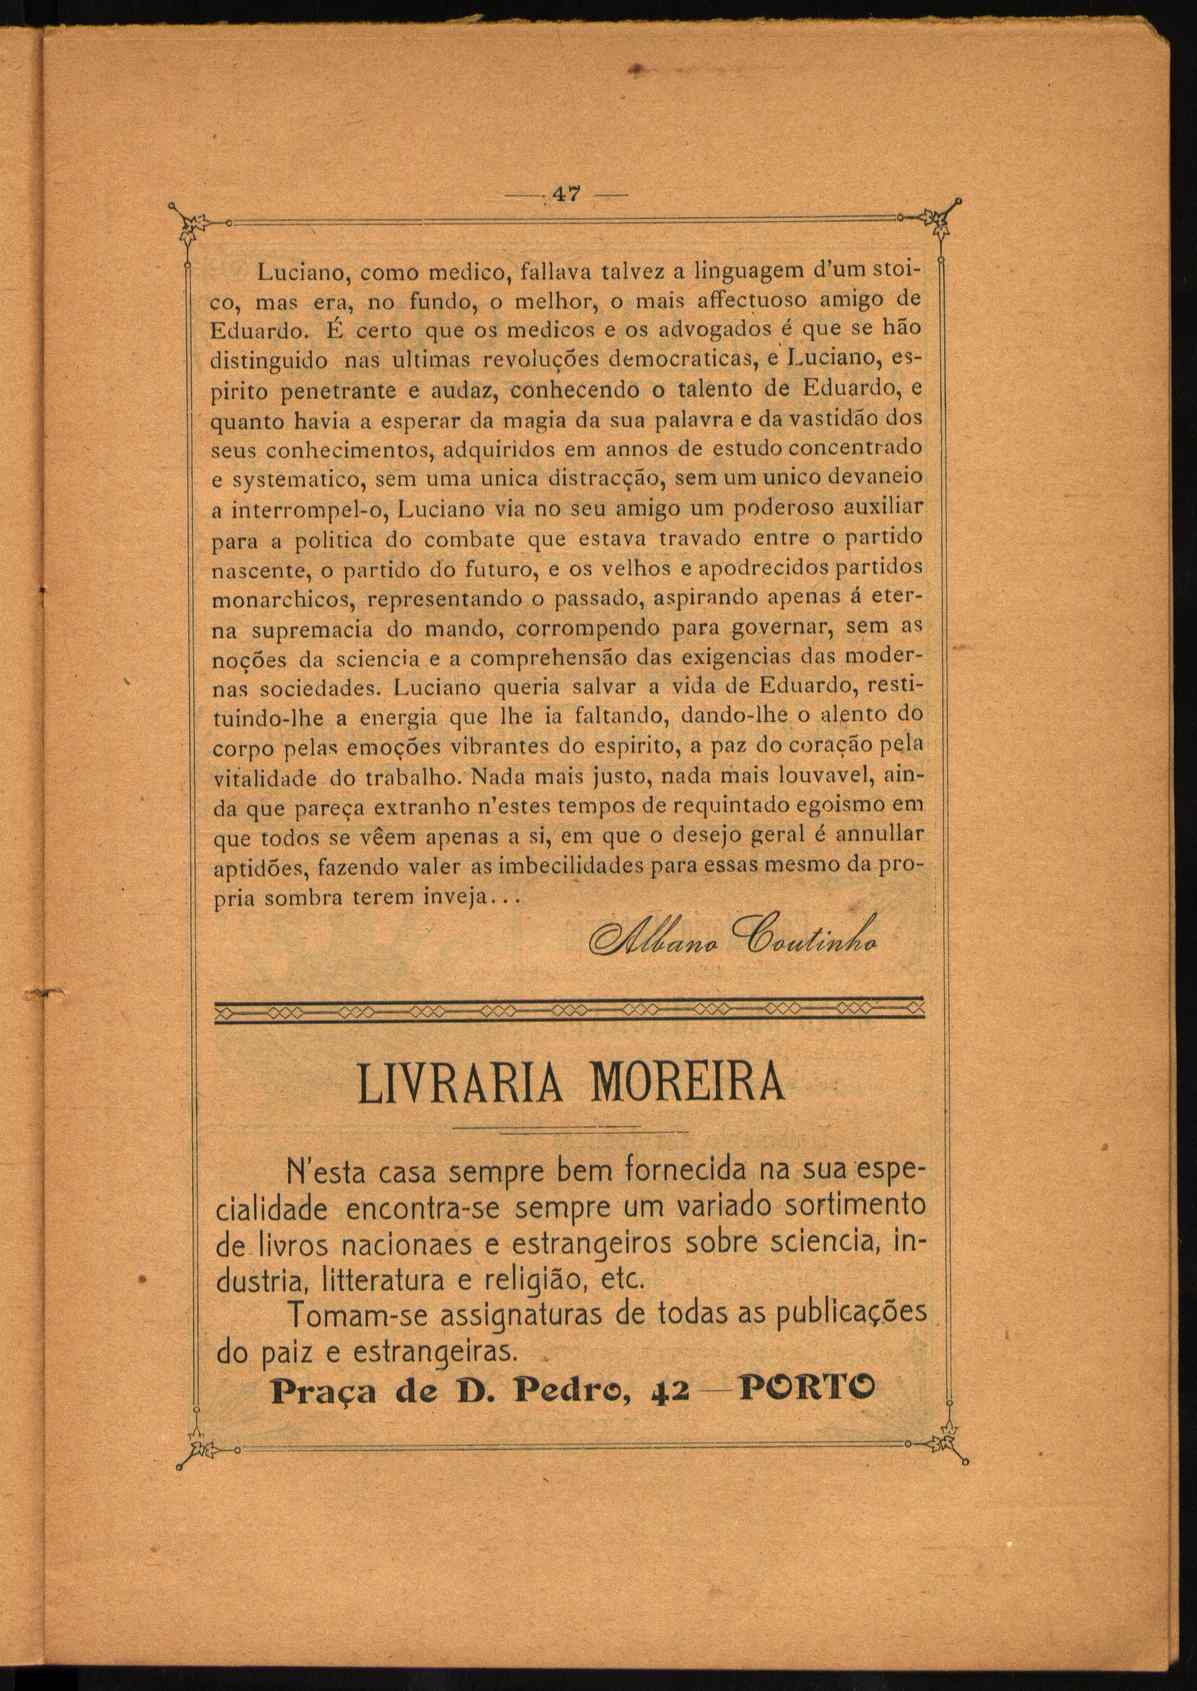 — 47 —
Luciano, como medico, fallava talvez a linguagem d'um stoi-
co, mas era, no fundo, o melhor, o mais affectuoso amigo de
Eduardo. É certo que os medicos e os advogados é que se hão
distinguido nas ultimas revoluções democraticas, e Luciano, es-
pirito penetrante e audaz, conhecendo o talento de Eduardo, e
quanto havia a esperar da magia da sua palavra e da vastidão dos
seus conhecimentos, adquiridos em annos de estudo concentrado
e systematico, sem uma unica distracção, sem um unico devaneio
a interrompel-o, Luciano via no seu amigo um poderoso auxiliar
para a politica do combate que estava travado entre o partido
nascente, o partido do futuro, e os velhos e apodrecidos partidos
monarchicos, representando o passado, aspirando apenas á eter-
na supremacia do mando, corrompendo para governar, sem as
noções da sciencia e a comprehensão das exigencias das moder-
nas sociedades. Luciano queria salvar a vida de Eduardo, resti-
tuindo-lhe a energia que lhe ia faltando, dando-lhe o alento do
corpo pelas emoções vibrantes do espirito, a paz do coração pela
vitalidade do trabalho. Nada mais justo, nada mais louvavel, ain-
da que pareça extranho n'estes tempos de requintado egoismo em
que todos se vêem apenas a si, em que o desejo geral é annullar
aptidões, fazendo valer as imbecilidades para essas mesmo da pro-
pria sombra terem inveja...
Albano Coutinho
LIVRARIA MOREIRA
N'esta casa sempre bem fornecida na sua espe-
cialidade encontra-se sempre um variado sortimento
de livros nacionaes e estrangeiros sobre sciencia, in-
dustria, litteratura e religião, etc.
Tomam-se assignaturas de todas as publicações
do paiz e estrangeiras.
Praça de D. Pedro, 42 — PORTO